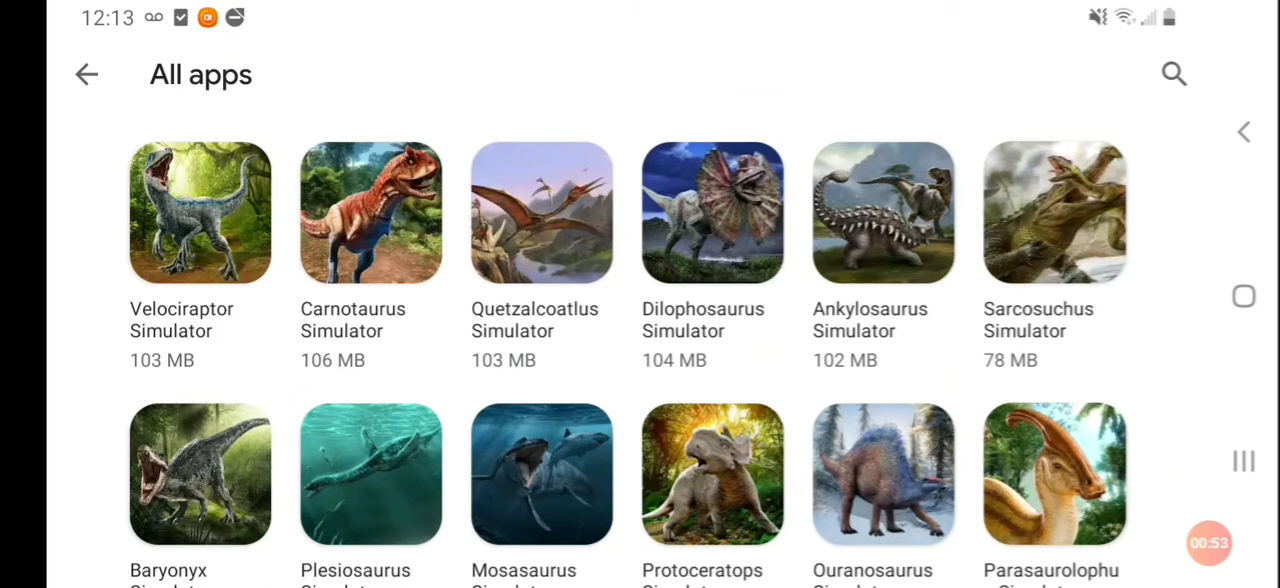 12:13
All apps
Velociraptor Simulator
103 MB
Carnotaurus Simulator
106 MB
Quetzalcoatlus Simulator
103 MB
Dilophosaurus Simulator
104 MB
Ankylosaurus Simulator
102 MB
Sarcosuchus Simulator
78 MB
Baryonyx
Plesiosaurus
Mosasaurus
Protoceratops
Ouranosaurus
Parasaurolophu
00:53